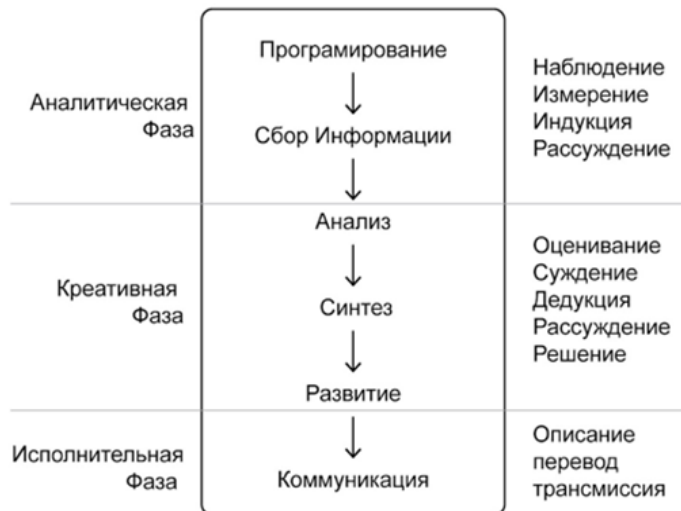 Програмирование
Аналитическая
Фаза
Сбор Информации
Наблюдение
Измерение
Индукция
Рассуждение
Анализ
Креативная
Фаза
Синтез
Развитие
Оценивание
Суждение
Дедукция
Рассуждение
Решение
Исполнительная
Фаза
Коммуникация
Описание
перевод
трансмиссия